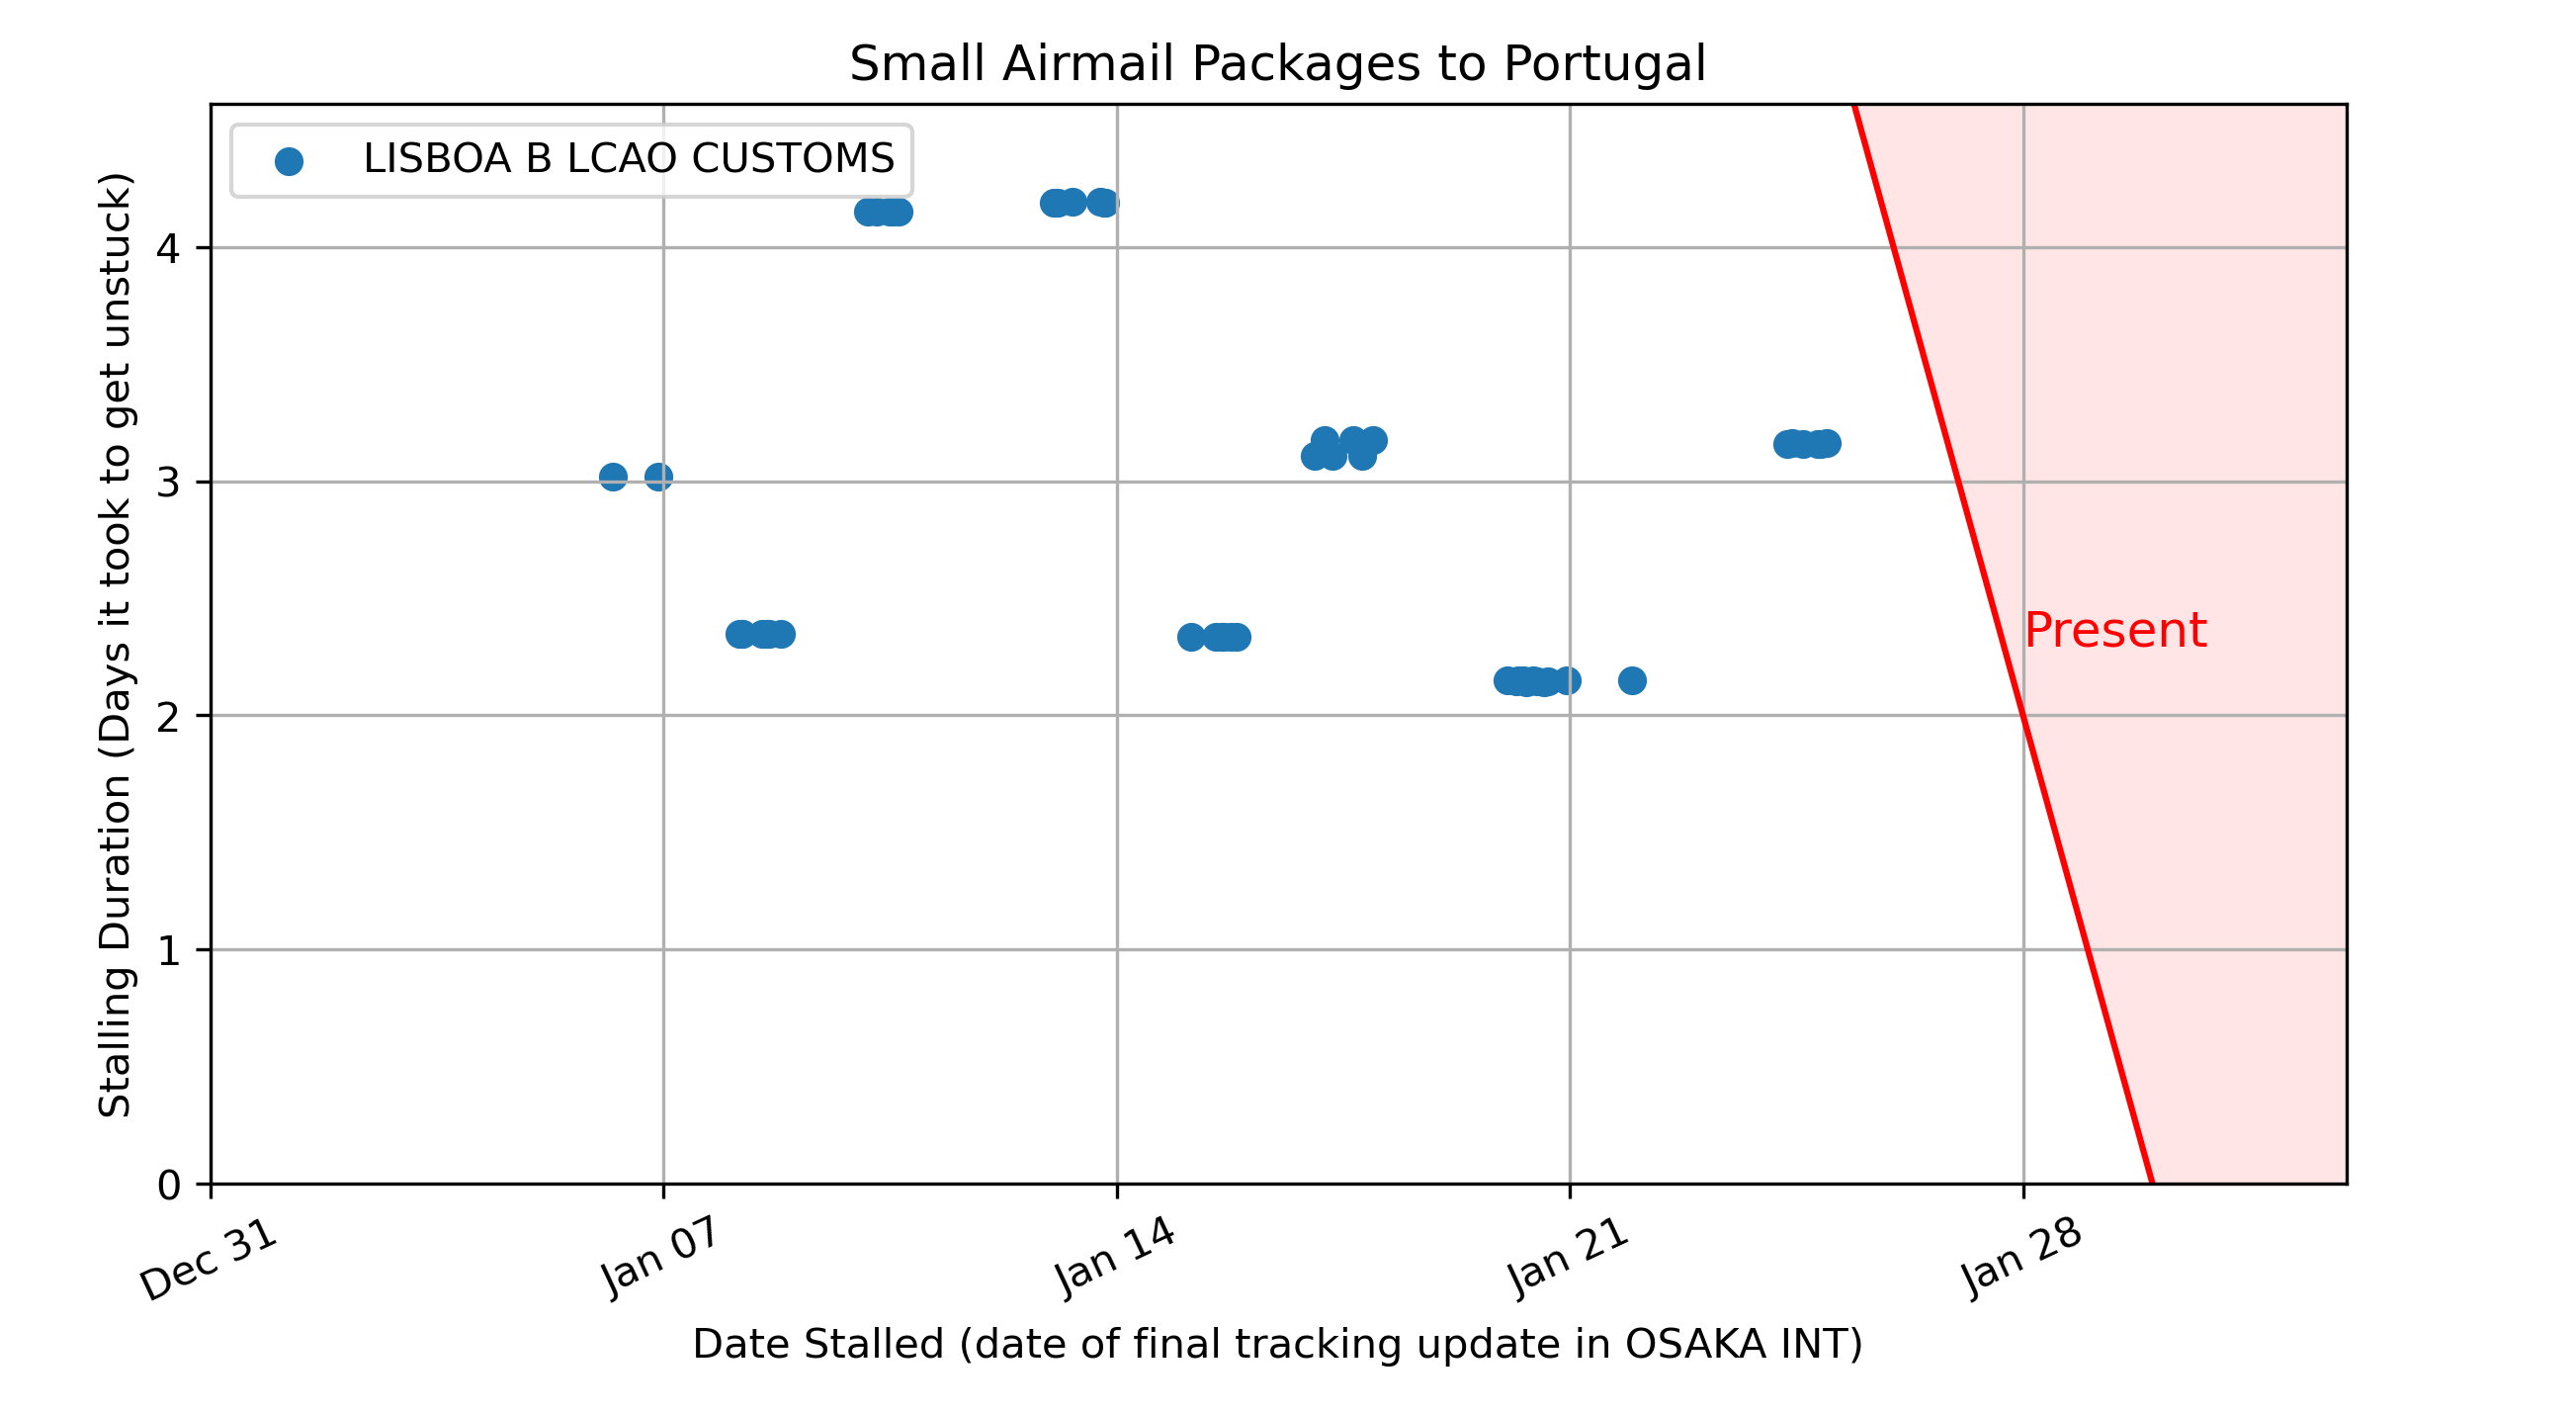 Small Airmail Packages to Portugal
LISBOA B LCAO CUSTOMS
Stalling Duration (Days it took to get unstuck)
4
3
2
1
0
Present
Dec 31
Jan 07
Jan 14
Jan 21
Jan 28
Date Stalled (date of final tracking update in OSAKA INT)